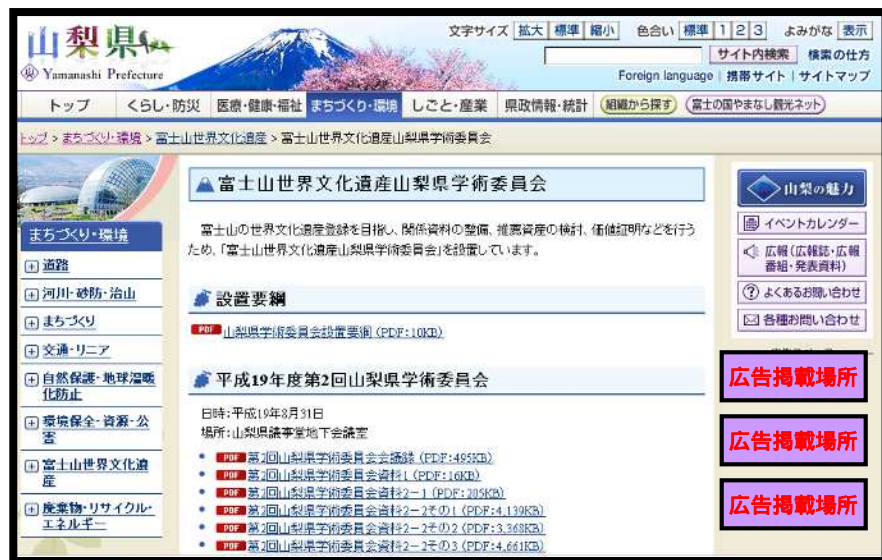 山梨県
Yamanashi Prefecture
文字サイズ 拡大 標準 縮小 色合い 標準 1 2 3 よみがな 表示
サイト内検索 検索の仕方
Foreign language | 携帯サイト | サイトマップ
トップ くらし・防災 医療・健康・福祉 まちづくり・環境 しごと・産業 県政情報・統計 組織から探す 富士の国やまなし観光ネット
トップ > まちづくり・環境 > 富士山世界文化遺産 > 富士山世界文化遺産山梨県学術委員会
まちづくり・環境
道路
河川・砂防・治山
まちづくり
交通・リニア
自然保護・地球温暖
化防止
環境保全・資源・公
害
富士山世界文化遺
産
廃棄物・リサイクル・
エネルギー
富士山世界文化遺産山梨県学術委員会
富士山の世界文化遺産登録を目指し、関係資料の整備、推薦資産の検討、価値証明などを行う
ため、「富士山世界文化遺産山梨県学術委員会」を設置しています。
設置要綱
PDF 山梨県学術委員会設置要綱 (PDF:10KB)
平成19年度第2回山梨県学術委員会
日時:平成19年8月31日
場所:山梨県議事堂地下会議室
PDF 第2回山梨県学術委員会会議録 (PDF:495KB)
PDF 第2回山梨県学術委員会資料1 (PDF:16KB)
PDF 第2回山梨県学術委員会資料2-1 (PDF:205KB)
PDF 第2回山梨県学術委員会資料2-2その1 (PDF:4,139KB)
PDF 第2回山梨県学術委員会資料2-2その2 (PDF:3,368KB)
PDF 第2回山梨県学術委員会資料2-2その3 (PDF:4,661KB)
山梨の魅力
イベントカレンダー
広報(広報誌・広報
番組・発表資料)
よくあるお問い合わせ
各種お問い合わせ
広告掲載場所
広告掲載場所
広告掲載場所